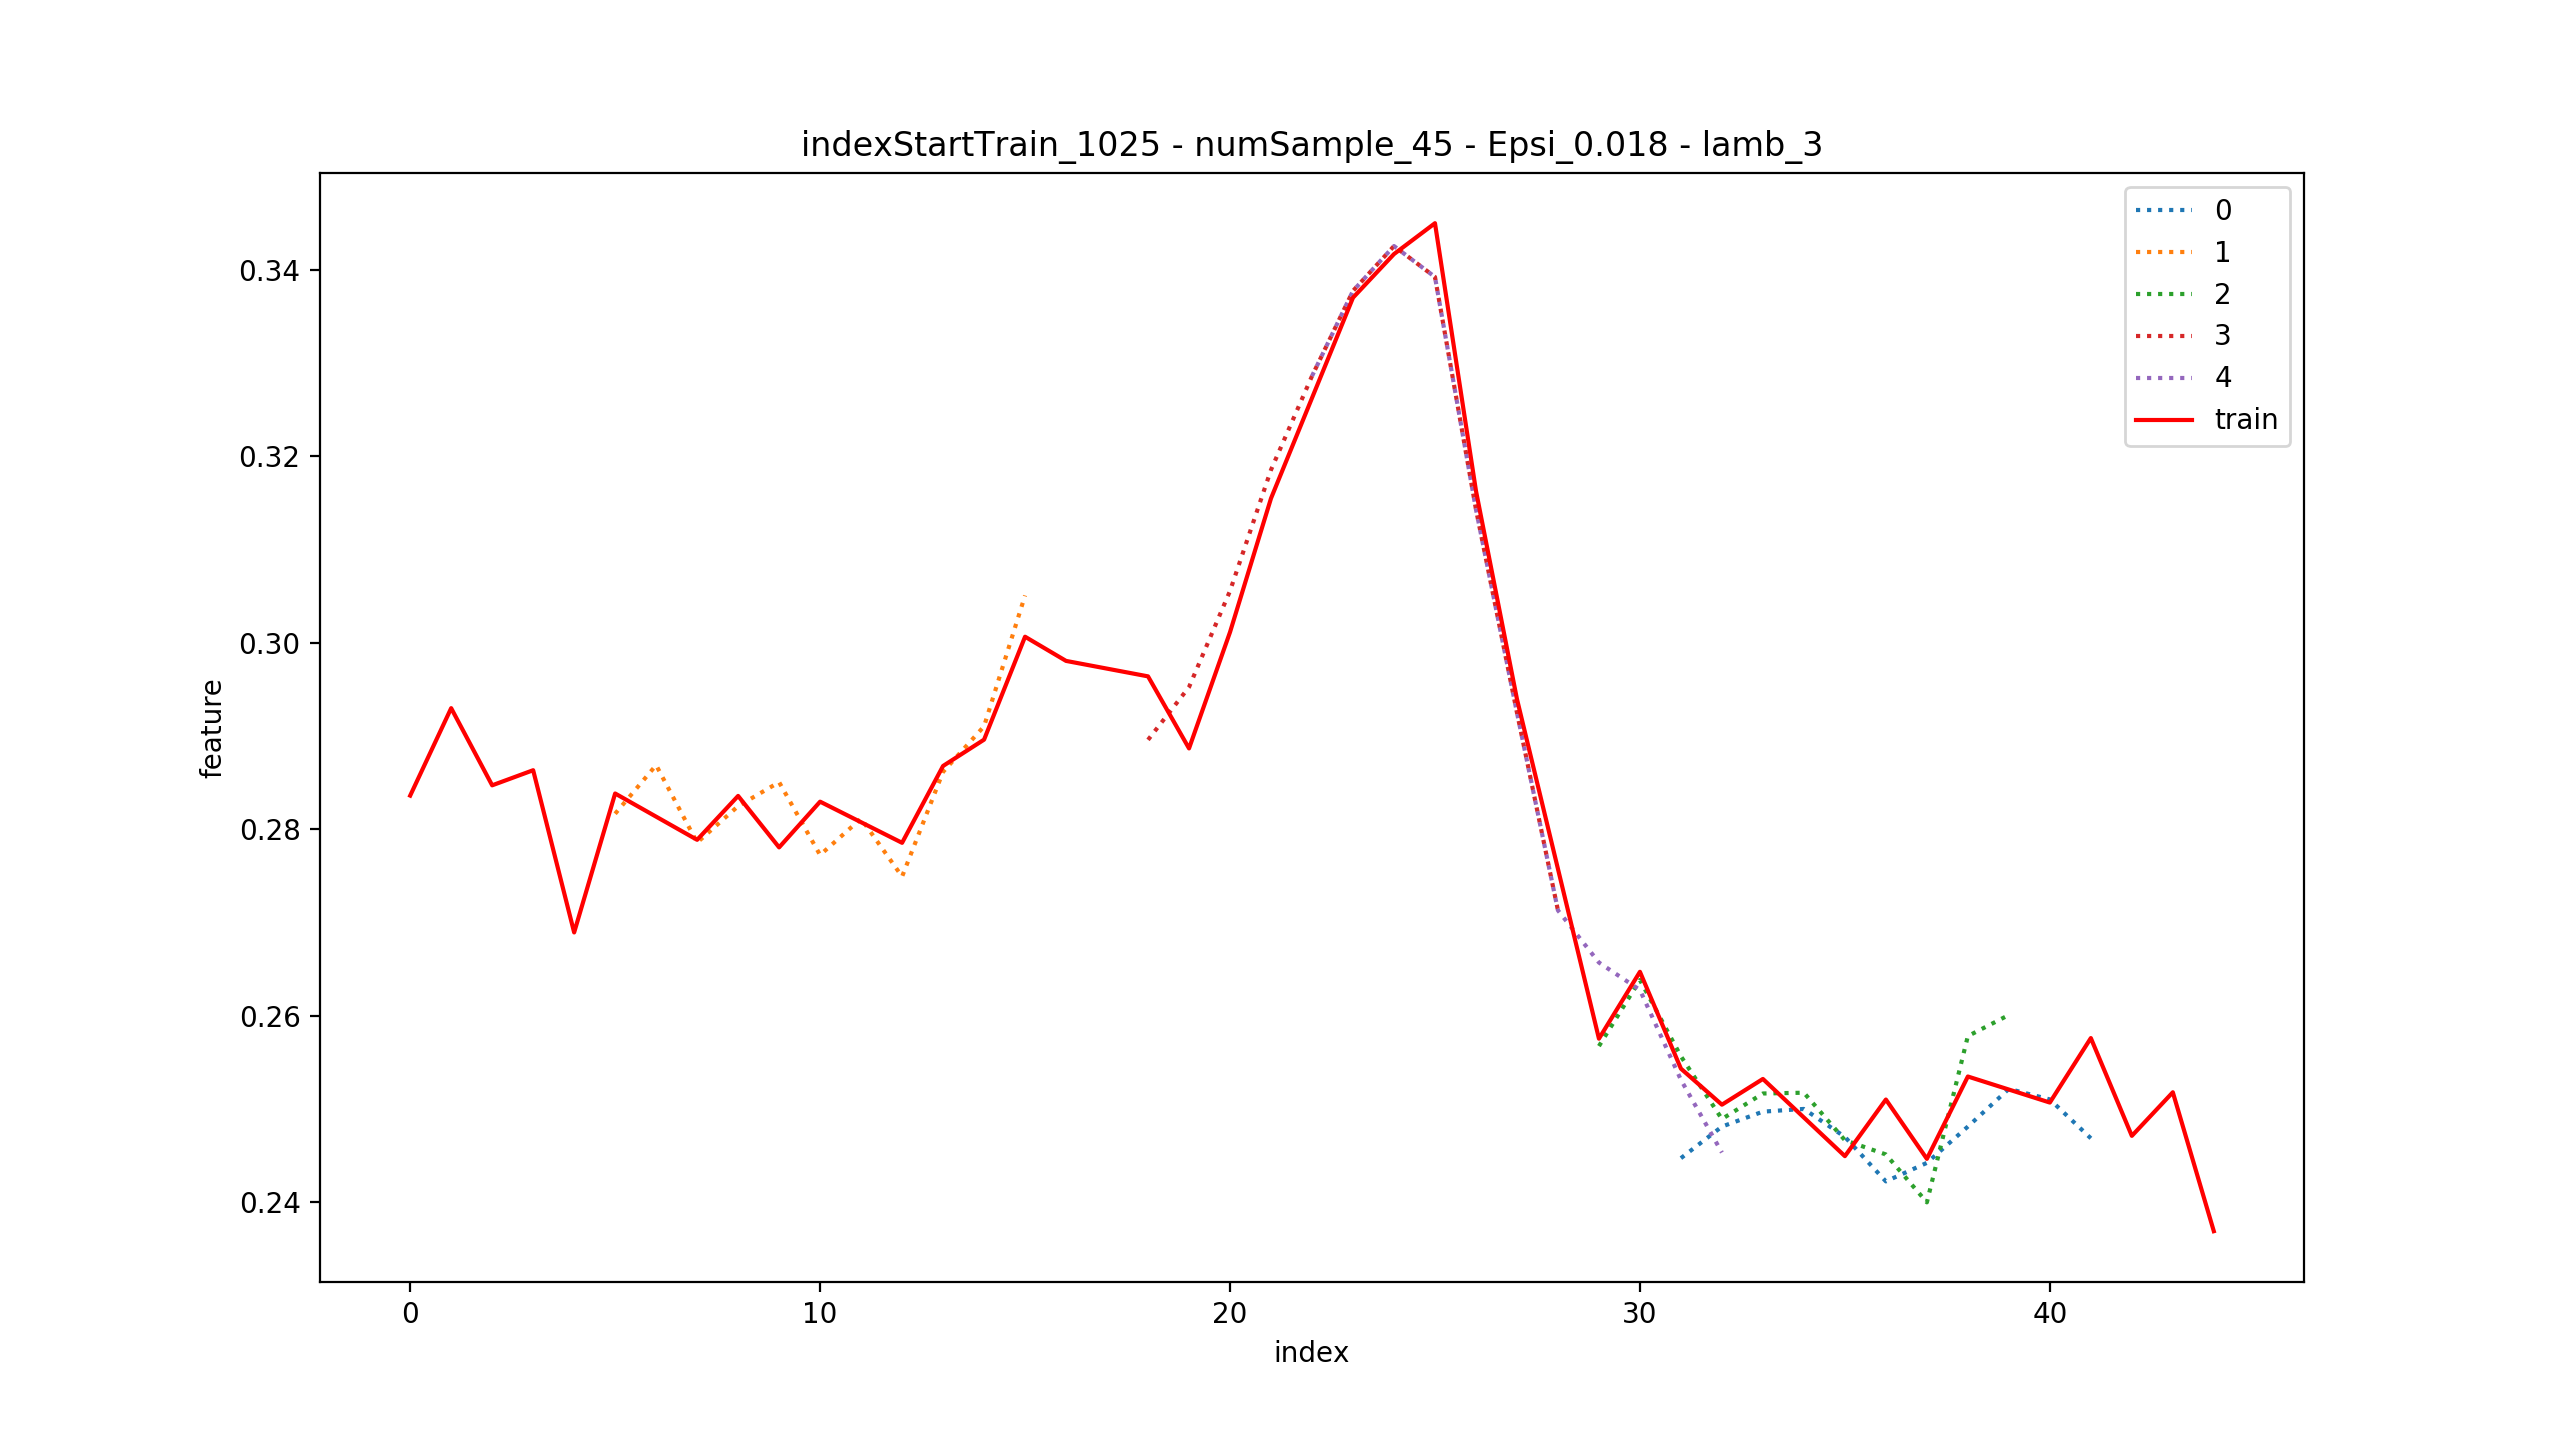 indexStartTrain_1025 - numSample_45 - Epsi_0.018 - lamb_3
0
1
2
3
4
train
0.34
0.32
0.30
0.28
0.26
0.24
feature
0 10 20 30 40
index